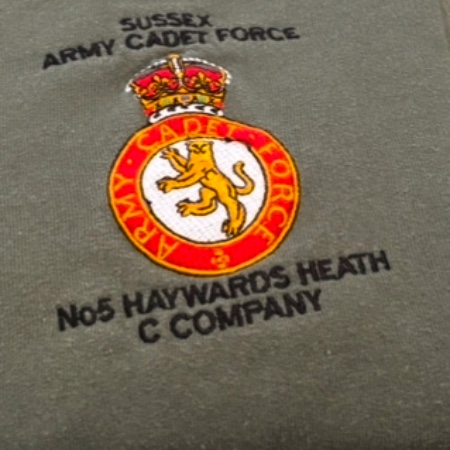 SUSSEX
ARMY CADET FORCE
ARMY · CADET · FORCE
No5 HAYWARDS HEATH
C COMPANY